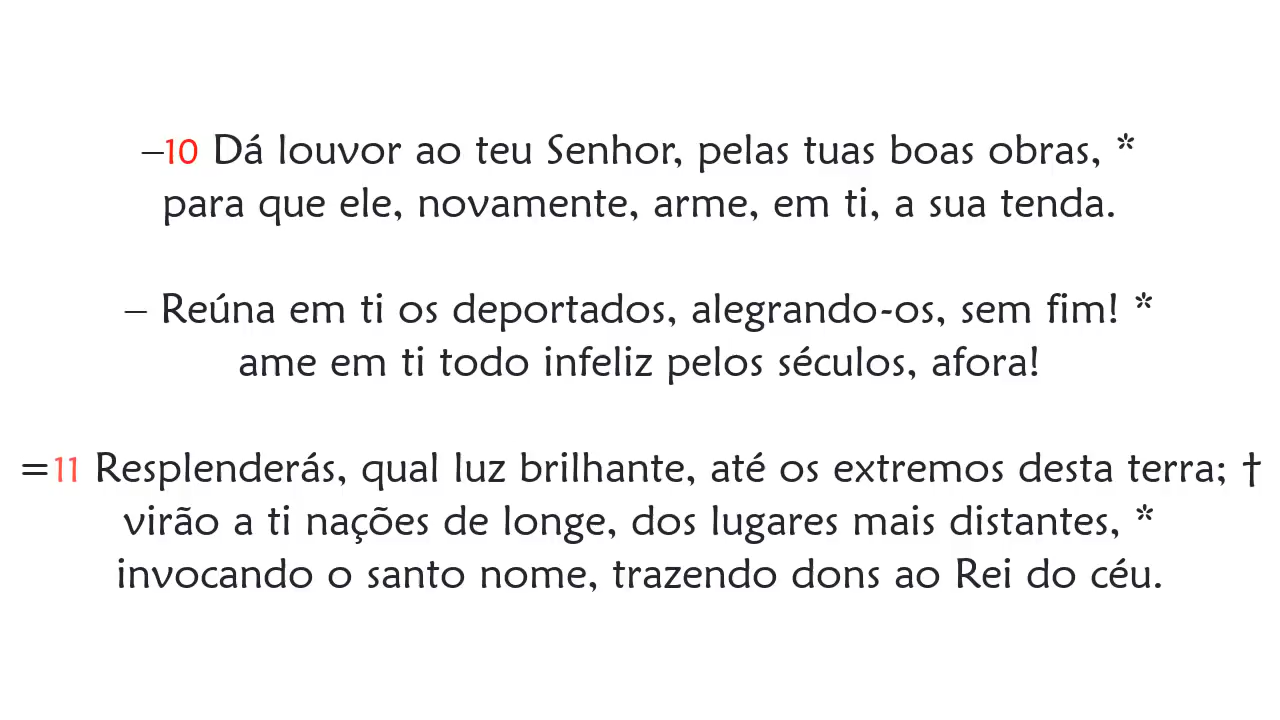 –10 Dá louvor ao teu Senhor, pelas tuas boas obras, *
para que ele, novamente, arme, em ti, a sua tenda.
– Reúna em ti os deportados, alegrando-os, sem fim! *
ame em ti todo infeliz pelos séculos, afora!
=11 Resplenderás, qual luz brilhante, até os extremos desta terra; †
virão a ti nações de longe, dos lugares mais distantes, *
invocando o santo nome, trazendo dons ao Rei do céu.